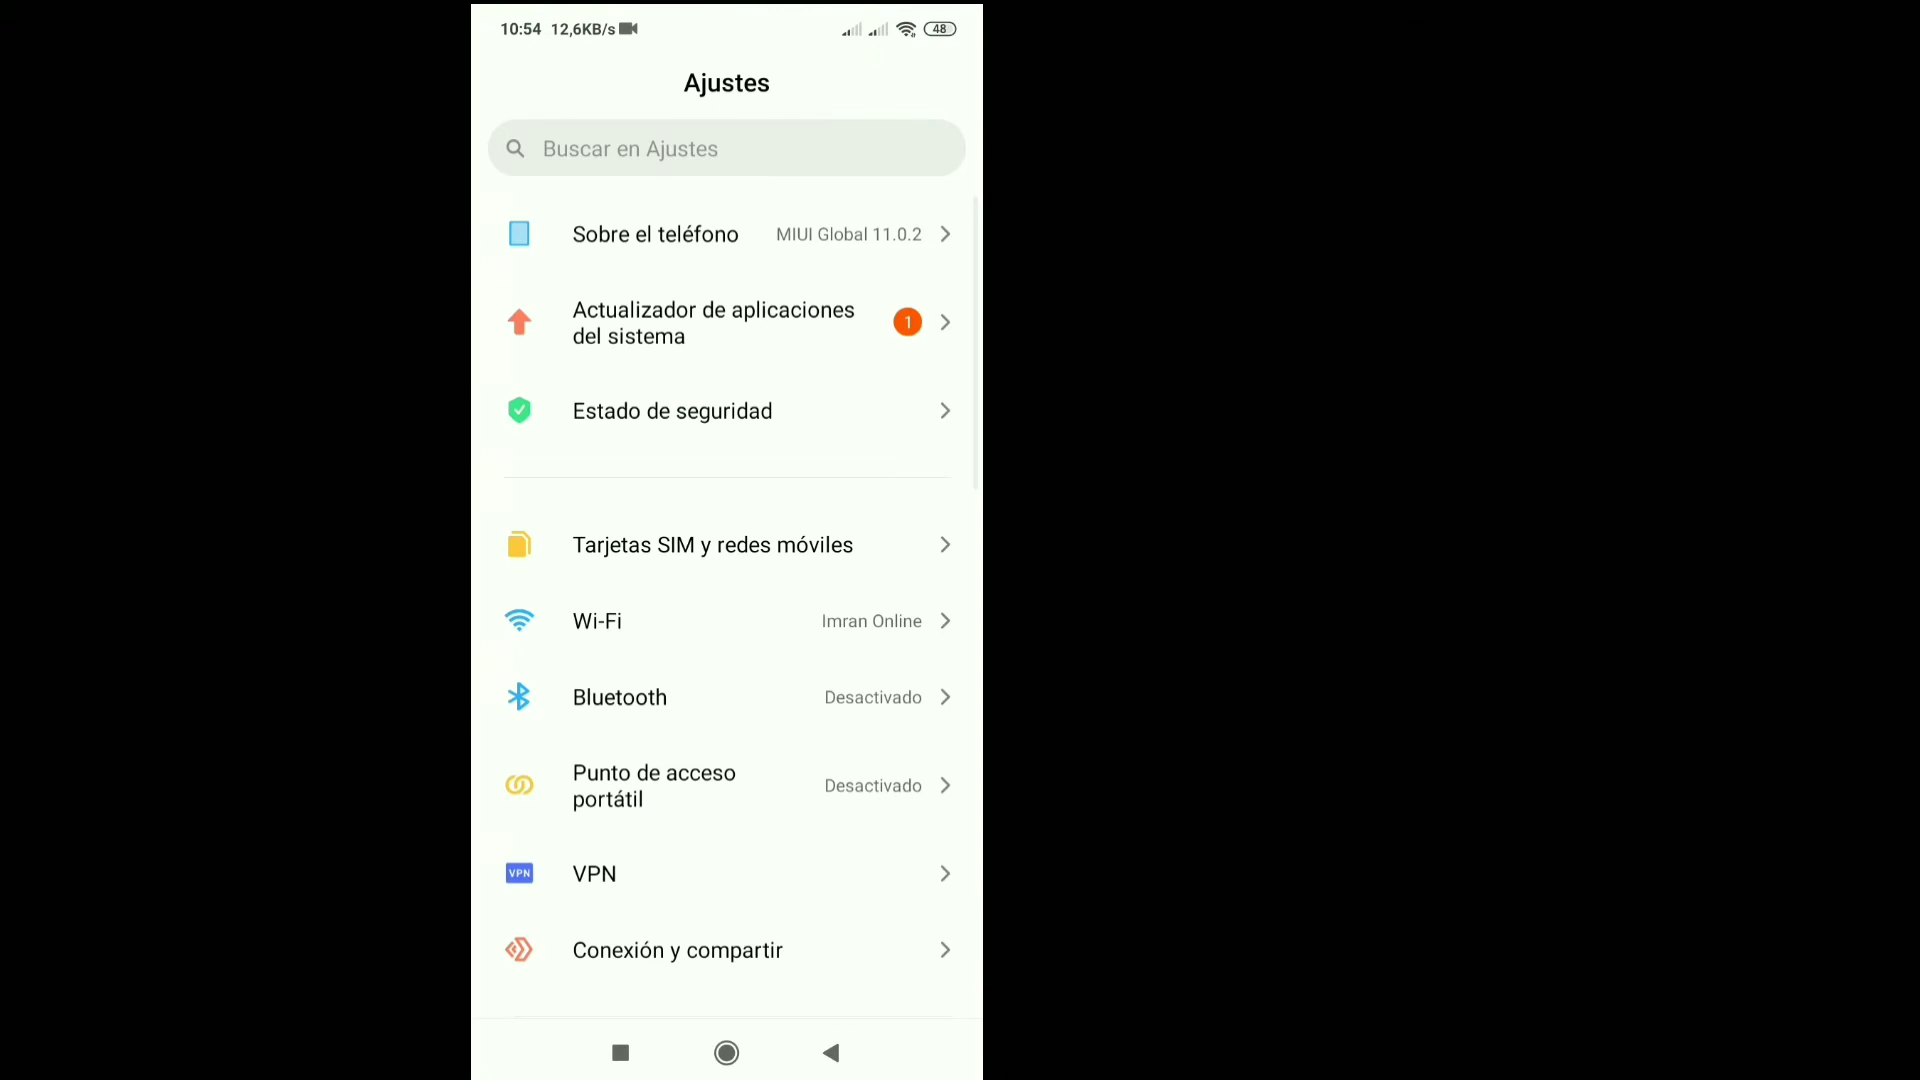 10:54 12,6KB/s 48
Ajustes
Buscar en Ajustes
Sobre el teléfono MIUI Global 11.0.2
Actualizador de aplicaciones
del sistema
1
Estado de seguridad
Tarjetas SIM y redes móviles
Wi-Fi Imran Online
Bluetooth Desactivado
Punto de acceso
portátil
Desactivado
VPN VPN
Conexión y compartir